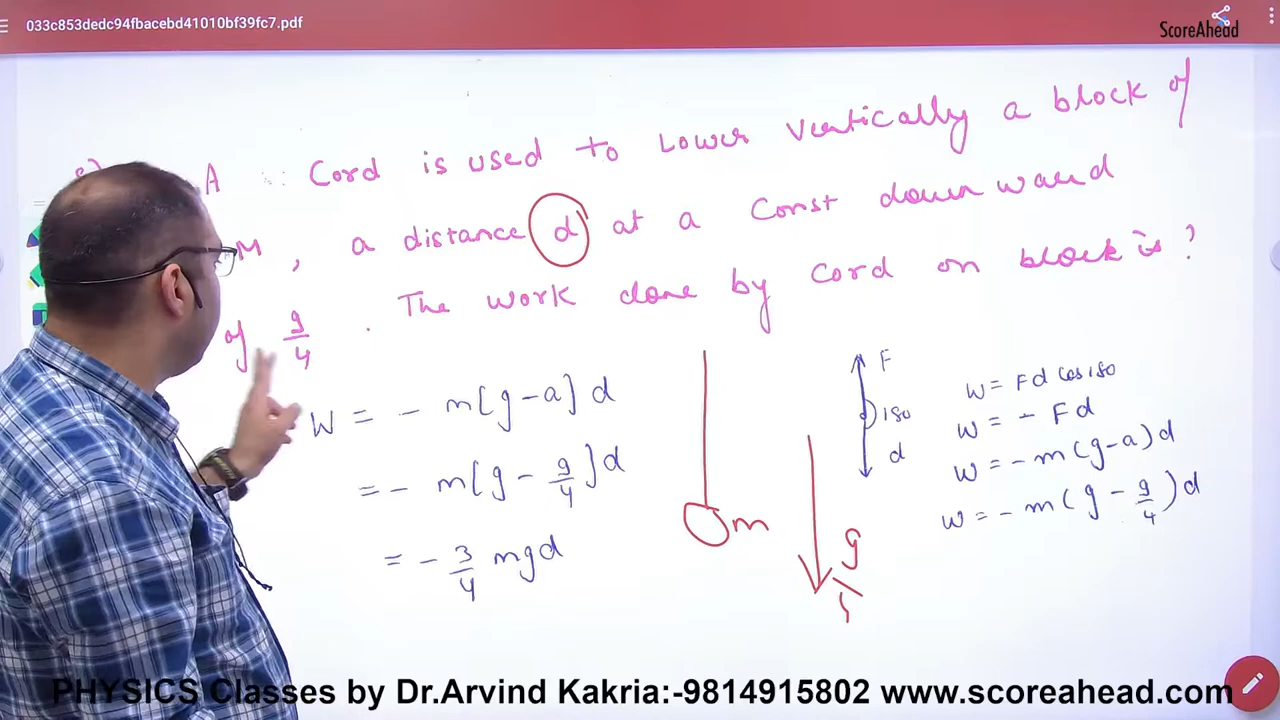 033c853dedc94fbacebd41010bf39fc7.pdf
ScoreAhead
A Cord is used to Lower Vertically a block of
M, a distance d at a Const downward
of g/4 . The work done by Cord on block is ?
W = - m[g-a] d
= - m[g - g/4]d
= - 3/4 mgd
m
g
F
180
d
W = Fd cos 180
W = - Fd
W = - m(g-a)d
W = - m(g - g/4)d
PHYSICS Classes by Dr.Arvind Kakria:-9814915802 www.scoreahead.com